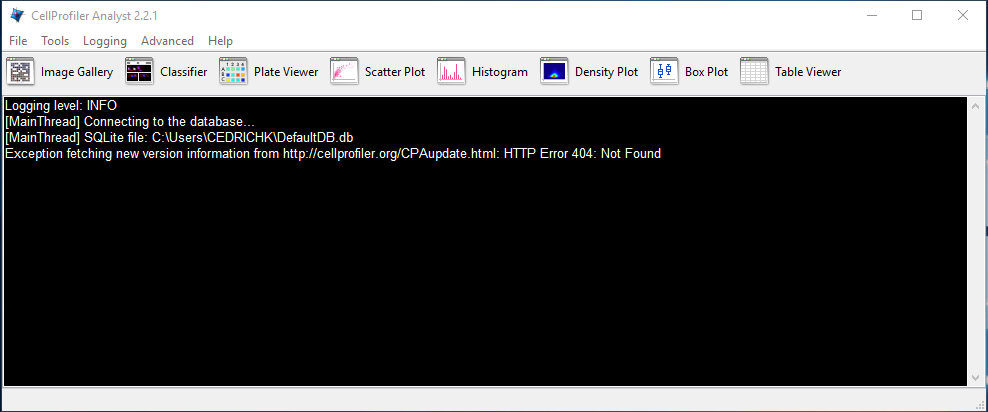 CellProfiler Analyst 2.2.1
File Tools Logging Advanced Help
Image Gallery Classifier Plate Viewer Scatter Plot Histogram Density Plot Box Plot Table Viewer
Logging level: INFO
[MainThread] Connecting to the database...
[MainThread] SQLite file: C:\Users\CEDRICHK\DefaultDB.db
Exception fetching new version information from http://cellprofiler.org/CPAupdate.html: HTTP Error 404: Not Found